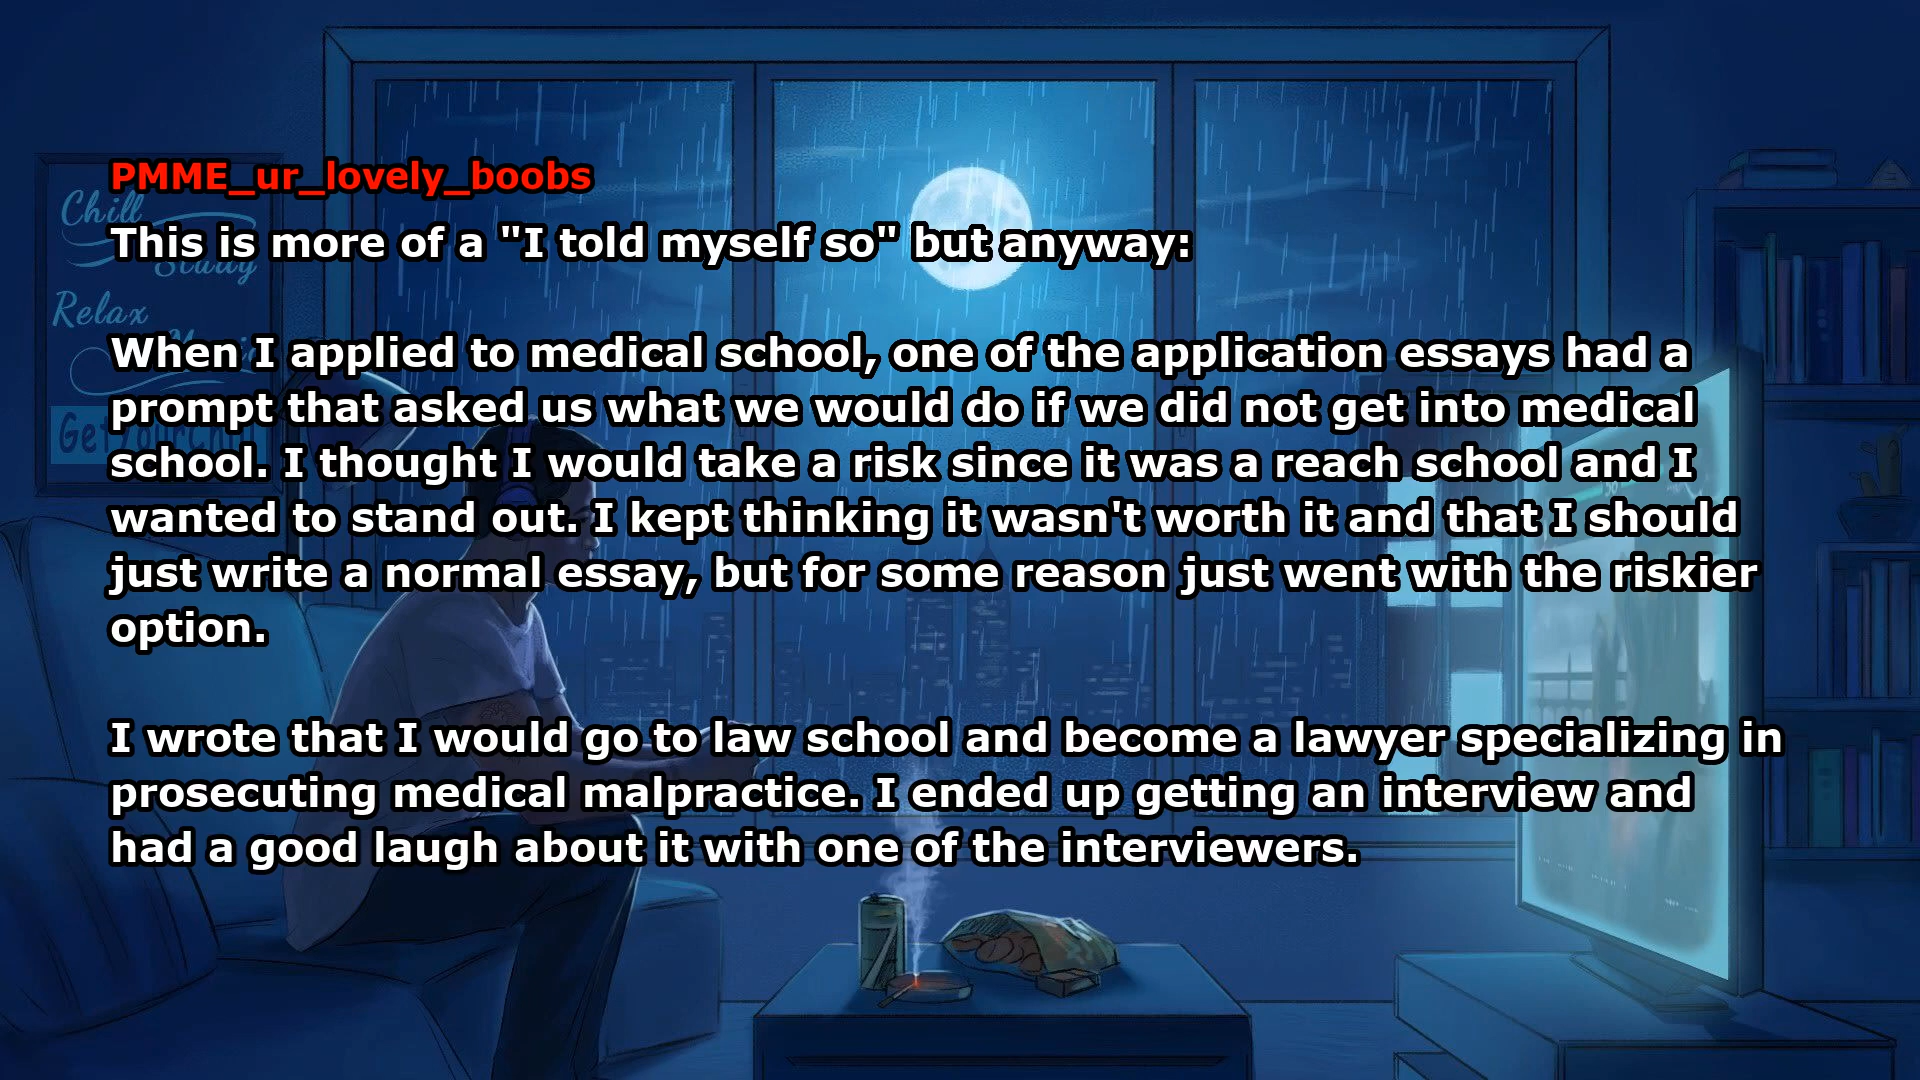 PMME_ur_lovely_boobs
This is more of a "I told myself so" but anyway:
When I applied to medical school, one of the application essays had a
prompt that asked us what we would do if we did not get into medical
school. I thought I would take a risk since it was a reach school and I
wanted to stand out. I kept thinking it wasn't worth it and that I should
just write a normal essay, but for some reason just went with the riskier
option.
I wrote that I would go to law school and become a lawyer specializing in
prosecuting medical malpractice. I ended up getting an interview and
had a good laugh about it with one of the interviewers.
Chill
Study
Relax